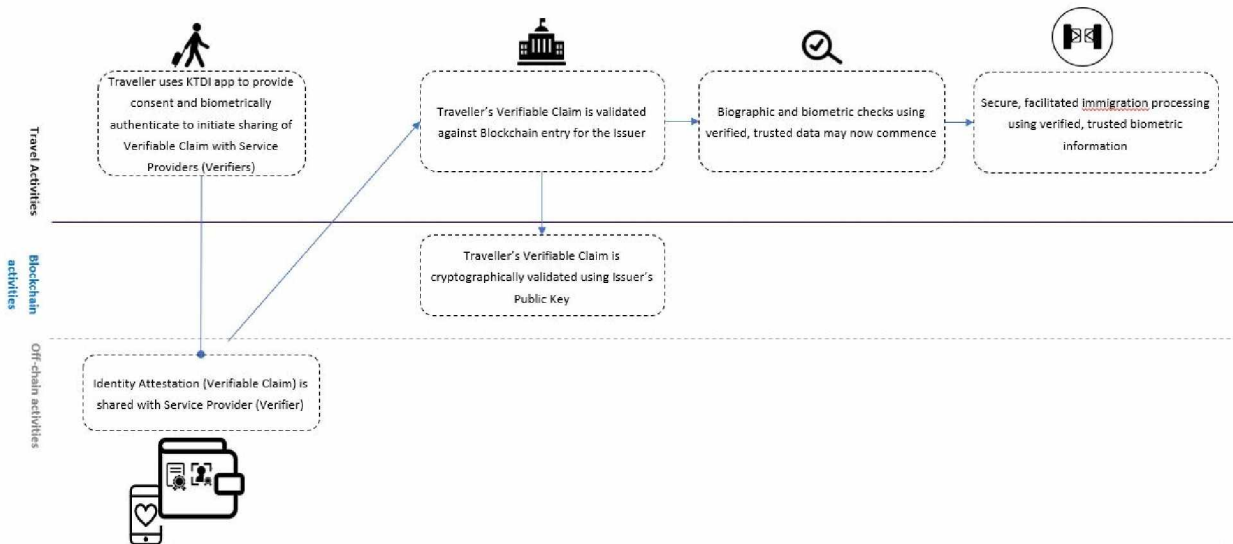 Traveller uses KTDI app to provide
consent and biometrically
authenticate to initiate sharing of
Verifiable Claim with Service
Providers (Verifiers)
Traveller's Verifiable Claim is validated
against Blockchain entry for the Issuer
Biographic and biometric checks using
verified, trusted data may now commence
Secure, facilitated immigration processing
using verified, trusted biometric
information
Travel Activities
Traveller's Verifiable Claim is
cryptographically validated using Issuer's
Public Key
Blockchain
activities
Off-chain activities
Identity Attestation (Verifiable Claim) is
shared with Service Provider (Verifier)